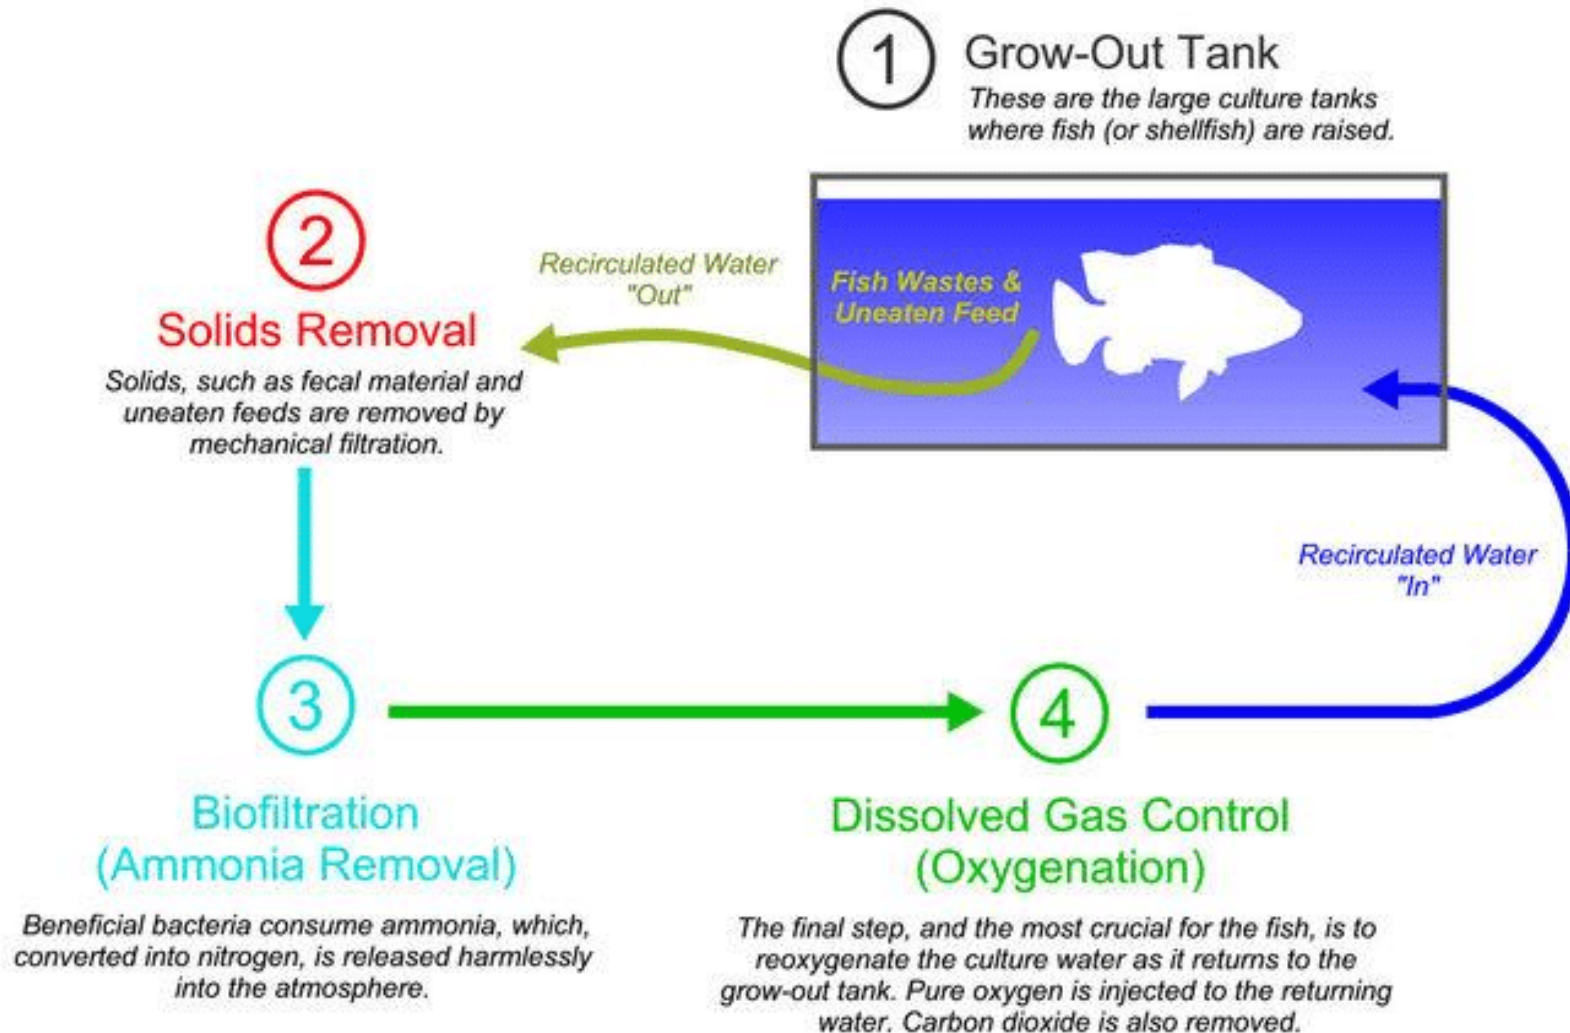 1
Grow-Out Tank
These are the large culture tanks
where fish (or shellfish) are raised.
2
Solids Removal
Solids, such as fecal material and
uneaten feeds are removed by
mechanical filtration.
Recirculated Water
"Out"
Fish Wastes &
Uneaten Feed
Recirculated Water
"In"
3
Biofiltration
(Ammonia Removal)
Beneficial bacteria consume ammonia, which,
converted into nitrogen, is released harmlessly
into the atmosphere.
4
Dissolved Gas Control
(Oxygenation)
The final step, and the most crucial for the fish, is to
reoxygenate the culture water as it returns to the
grow-out tank. Pure oxygen is injected to the returning
water. Carbon dioxide is also removed.